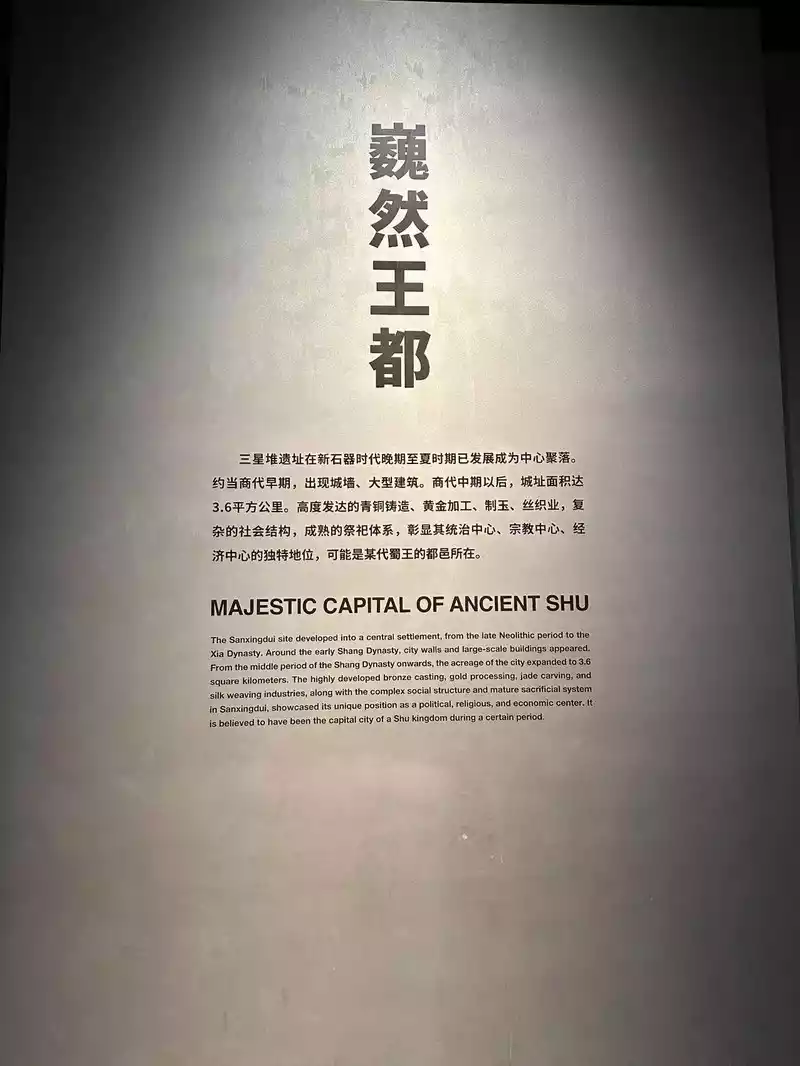 巍然王都
三星堆遗址在新石器时代晚期至夏时期已发展成为中心聚落。
约当商代早期，出现城墙、大型建筑。商代中期以后，城址面积达
3.6平方公里。高度发达的青铜铸造、黄金加工、制玉、丝织业，复
杂的社会结构，成熟的祭祀体系，彰显其统治中心、宗教中心、经
济中心的独特地位，可能是某代蜀王的都邑所在。
MAJESTIC CAPITAL OF ANCIENT SHU
The Sanxingdui site developed into a central settlement, from the late Neolithic period to the
Xia Dynasty. Around the early Shang Dynasty, city walls and large-scale buildings appeared.
From the middle period of the Shang Dynasty onwards, the acreage of the city expanded to 3.6
square kilometers. The highly developed bronze casting, gold processing, jade carving, and
silk weaving industries, along with the complex social structure and mature sacrificial system
in Sanxingdui, showcased its unique position as a political, religious, and economic center. It
is believed to have been the capital city of a Shu kingdom during a certain period.